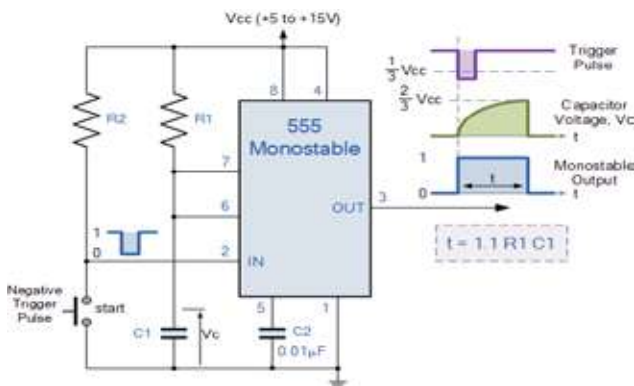 Vcc (+5 to +15V)
8
4
R2
R1
555
Monostable
7
6
2
IN
OUT
3
5
1
1
0
Negative
Trigger
Pulse
start
C1
Vc
C2
0.01µF
1/3 Vcc
Trigger
Pulse
2/3 Vcc
Capacitor
Voltage, Vc
t
1
0
t
Monostable
Output
t
t = 1.1 R1 C1